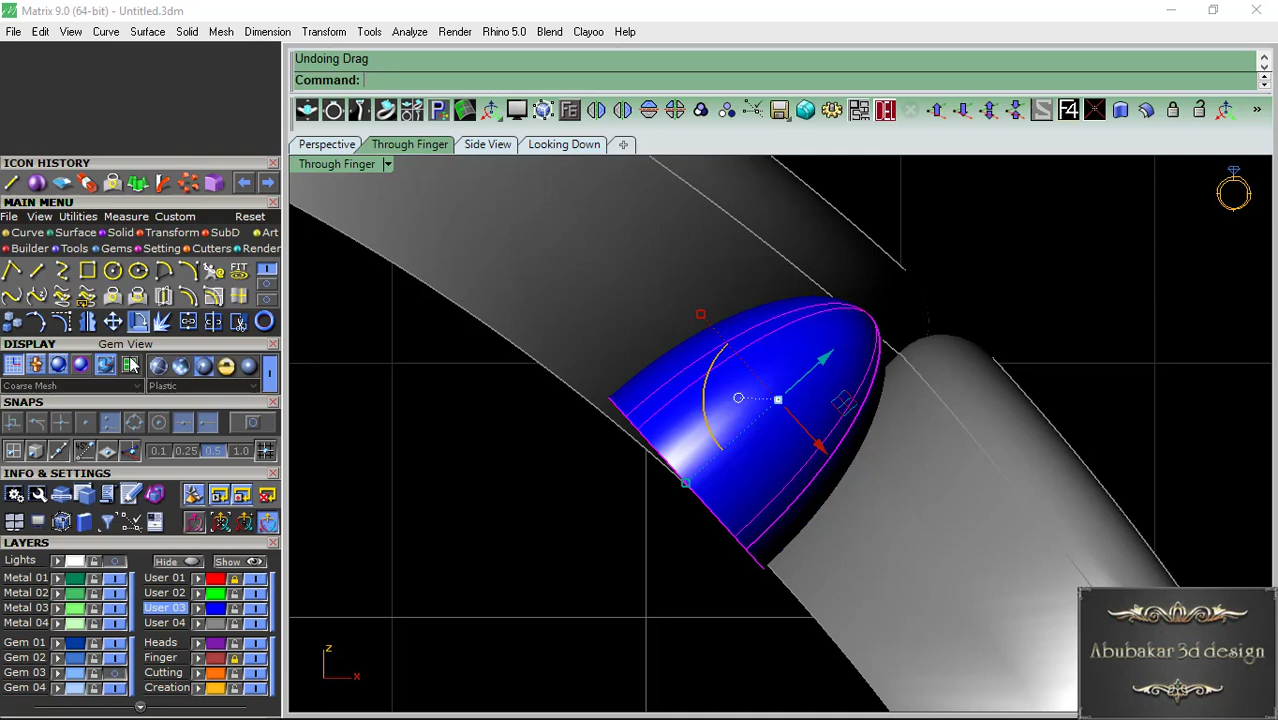 Matrix 9.0 (64-bit) - Untitled.3dm
File Edit View Curve Surface Solid Mesh Dimension Transform Tools Analyze Render Rhino 5.0 Blend Clayoo Help
Undoing Drag
Command:
Perspective Through Finger Side View Looking Down
Through Finger
ICON HISTORY
MAIN MENU
File View Utilities Measure Custom Reset
Curve Surface Solid Transform SubD Art
Builder Tools Gems Setting Cutters Render
FIT
DISPLAY Gem View
Coarse Mesh Plastic
SNAPS
0.1 0.25 0.5 1.0
INFO & SETTINGS
LAYERS
Lights Hide Show
Metal 01 User 01
Metal 02 User 02
Metal 03 User 03
Metal 04 User 04
Gem 01 Heads
Gem 02 Finger
Gem 03 Cutting
Gem 04 Creation
F4
z
x
Abubakar 3d design